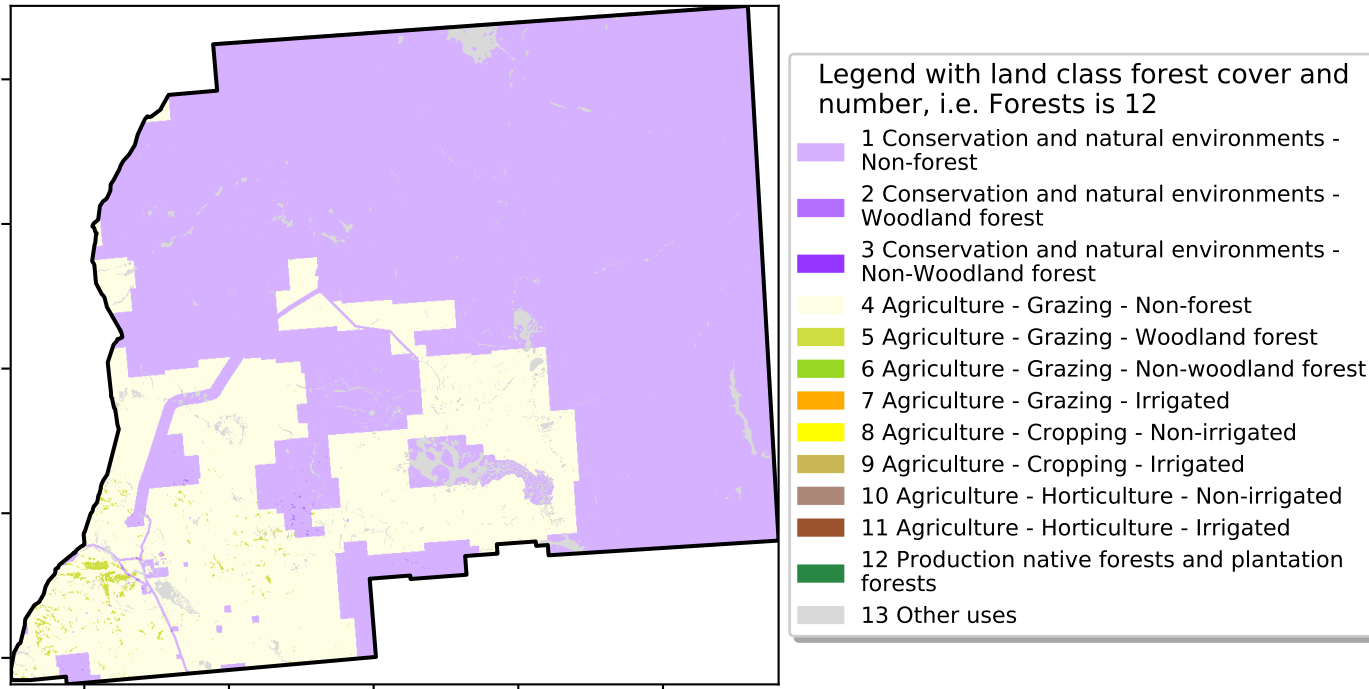 Legend with land class forest cover and
number, i.e. Forests is 12
1 Conservation and natural environments -
Non-forest
2 Conservation and natural environments -
Woodland forest
3 Conservation and natural environments -
Non-Woodland forest
4 Agriculture - Grazing - Non-forest
5 Agriculture - Grazing - Woodland forest
6 Agriculture - Grazing - Non-woodland forest
7 Agriculture - Grazing - Irrigated
8 Agriculture - Cropping - Non-irrigated
9 Agriculture - Cropping - Irrigated
10 Agriculture - Horticulture - Non-irrigated
11 Agriculture - Horticulture - Irrigated
12 Production native forests and plantation
forests
13 Other uses